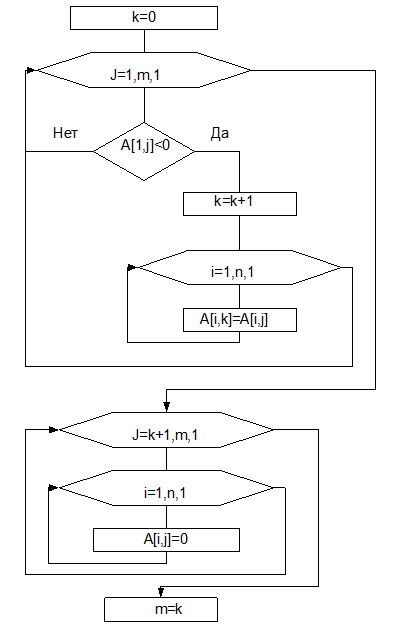 k=0
J=1,m,1
Нет
Да
A[1,j]<0
k=k+1
i=1,n,1
A[i,k]=A[i,j]
J=k+1,m,1
i=1,n,1
A[i,j]=0
m=k